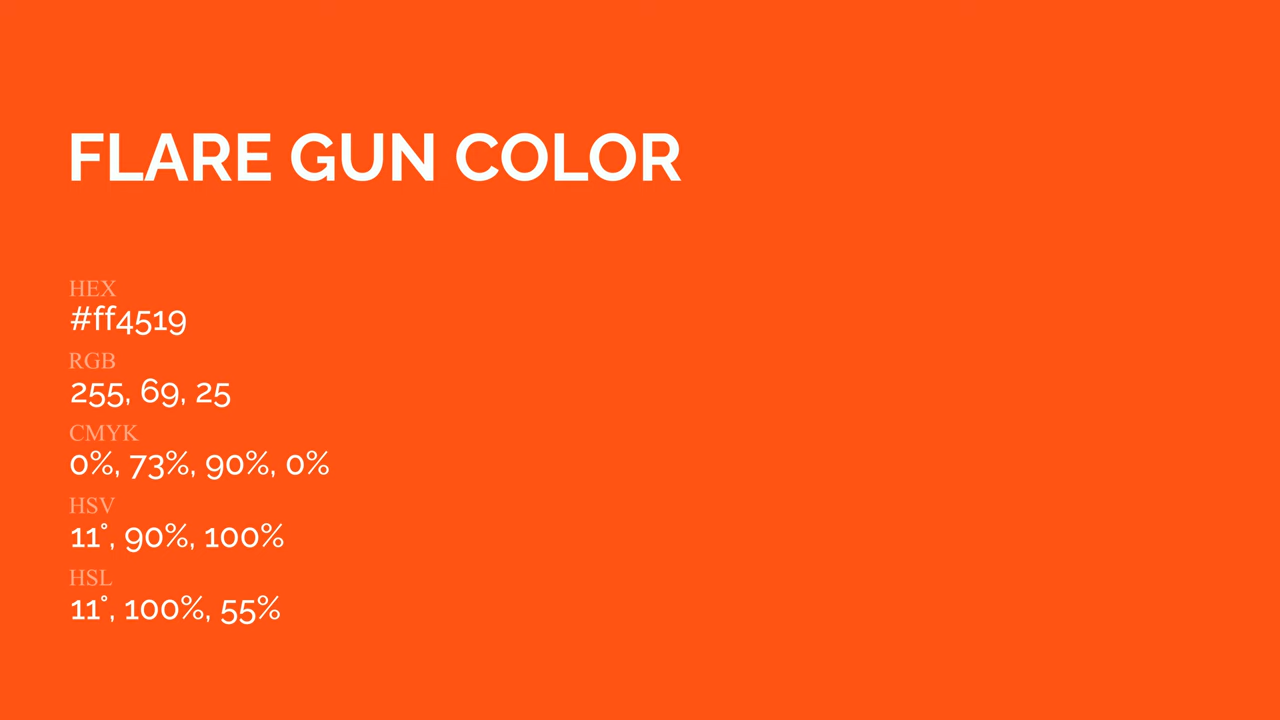 FLARE GUN COLOR
HEX
#ff4519
RGB
255, 69, 25
CMYK
0%, 73%, 90%, 0%
HSV
11°, 90%, 100%
HSL
11°, 100%, 55%